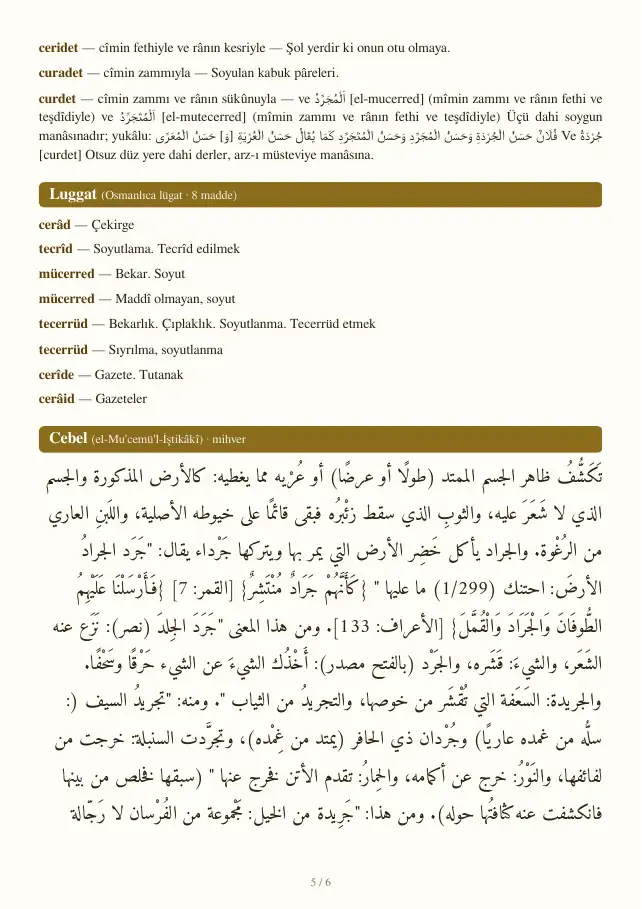 ceridet — cîmin fethiyle ve rânın kesriyle — Şol yerdir ki onun otu olmaya.
curadet — cîmin zammıyla — Soyulan kabuk pâreleri.
curdet — cîmin zammı ve rânın sükûnuyla — ve اَلْمُجَرَّدُ [el-mucerred] (mîmin zammı ve rânın fethi ve
teşdîdiyle) ve اَلْمُتَجَرَّدُ [el-mutecerred] (mîmin zammı ve rânın fethi ve teşdîdiyle) Üçü dahi soygun
manâsınadır; yukâlu: فُلَانٌ حَسَنُ الْجُرْدَةِ وَحَسَنُ الْمُجَرَّدِ وَحَسَنُ الْمُتَجَرَّدِ كَمَا يُقَالُ حَسَنُ الْعُرْيَةِ [وَ] حَسَنُ الْمُعَرَّى Ve جُرْدَةُ
[curdet] Otsuz düz yere dahi derler, arz-ı müsteviye manâsına.
Luggat (Osmanlıca lügat · 8 madde)
cerâd — Çekirge
tecrîd — Soyutlama. Tecrîd edilmek
mücerred — Bekar. Soyut
mücerred — Maddî olmayan, soyut
tecerrüd — Bekarlık. Çıplaklık. Soyutlanma. Tecerrüd etmek
tecerrüd — Sıyrılma, soyutlanma
cerîde — Gazete. Tutanak
cerâid — Gazeteler
Cebel (el-Mu'cemü'l-İştikâkî) · mihver
تَكَشُّفُ ظاهر الجسم الممتد (طولًا أو عرضًا) أو عُرْيه مما يغطيه: كالأرض المذكورة والجسم
الذي لا شَعَرَ عليه، والثوبِ الذي سقط زئْبُره فبقى قائمًا على خيوطه الأصلية، واللبنِ العاري
من الرُغْوة. والجراد يأكل خَضِر الأرض التي يمر بها ويتركها جَرْداء يقال: "جَرَد الجرادُ
الأرضَ: احتنك (1/299) ما عليها " {كَأَنَّهُمْ جَرَادٌ مُنْتَشِرٌ} [القمر: 7] {فَأَرْسَلْنَا عَلَيْهِمُ
الطُّوفَانَ وَالْجَرَادَ وَالْقُمَّلَ} [الأعراف: 133]. ومن هذا المعنى "جَرَدَ الجِلدَ (نصر): نَزَع عنه
الشَعَر، والشيءَ: قَشَره، والجَرْد (بالفتح مصدر): أَخْذُك الشيءَ عن الشيء حَرْقًا وسَحْفًا.
والجريدة: السَعَفة التي تُقْشَر من خوصها، والتجريدُ من الثياب ". ومنه: "تجريدُ السيف (:
سلُّه من غمده عاريًا) وجُرْدان ذي الحافر (يمتد من غِمْده)، وتجرَّدت السنبلة: خرجت من
لفائفها، والنَوْرُ: خرج عن أكمامه، والحِمارُ: تقدم الأتن فخرج عنها " (سبقها فخلص من بينها
فانكشفت عنه كثافتُها حوله). ومن هذا: "جَرِيدة من الخيل: مجْموعة من الفُرْسان لا رَجّالة
5 / 6